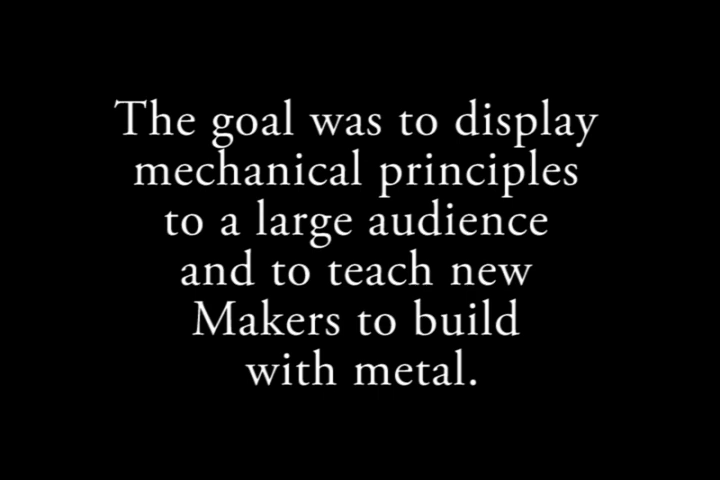 The goal was to display
mechanical principles
to a large audience
and to teach new
Makers to build
with metal.